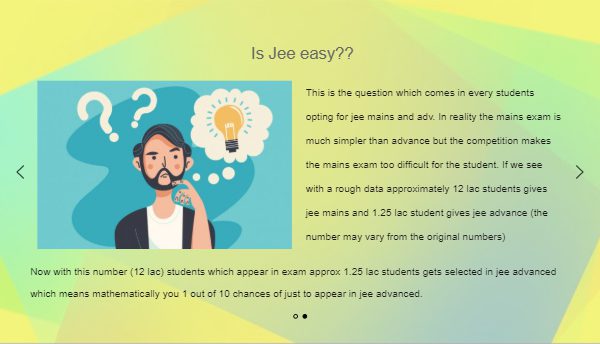 Is Jee easy??
This is the question which comes in every students
opting for jee mains and adv. In reality the mains exam is
much simpler than advance but the competition makes
the mains exam too difficult for the student. If we see
with a rough data approximately 12 lac students gives
jee mains and 1.25 lac student gives jee advance (the
number may vary from the original numbers)
Now with this number (12 lac) students which appear in exam approx 1.25 lac students gets selected in jee advanced
which means mathematically you 1 out of 10 chances of just to appear in jee advanced.